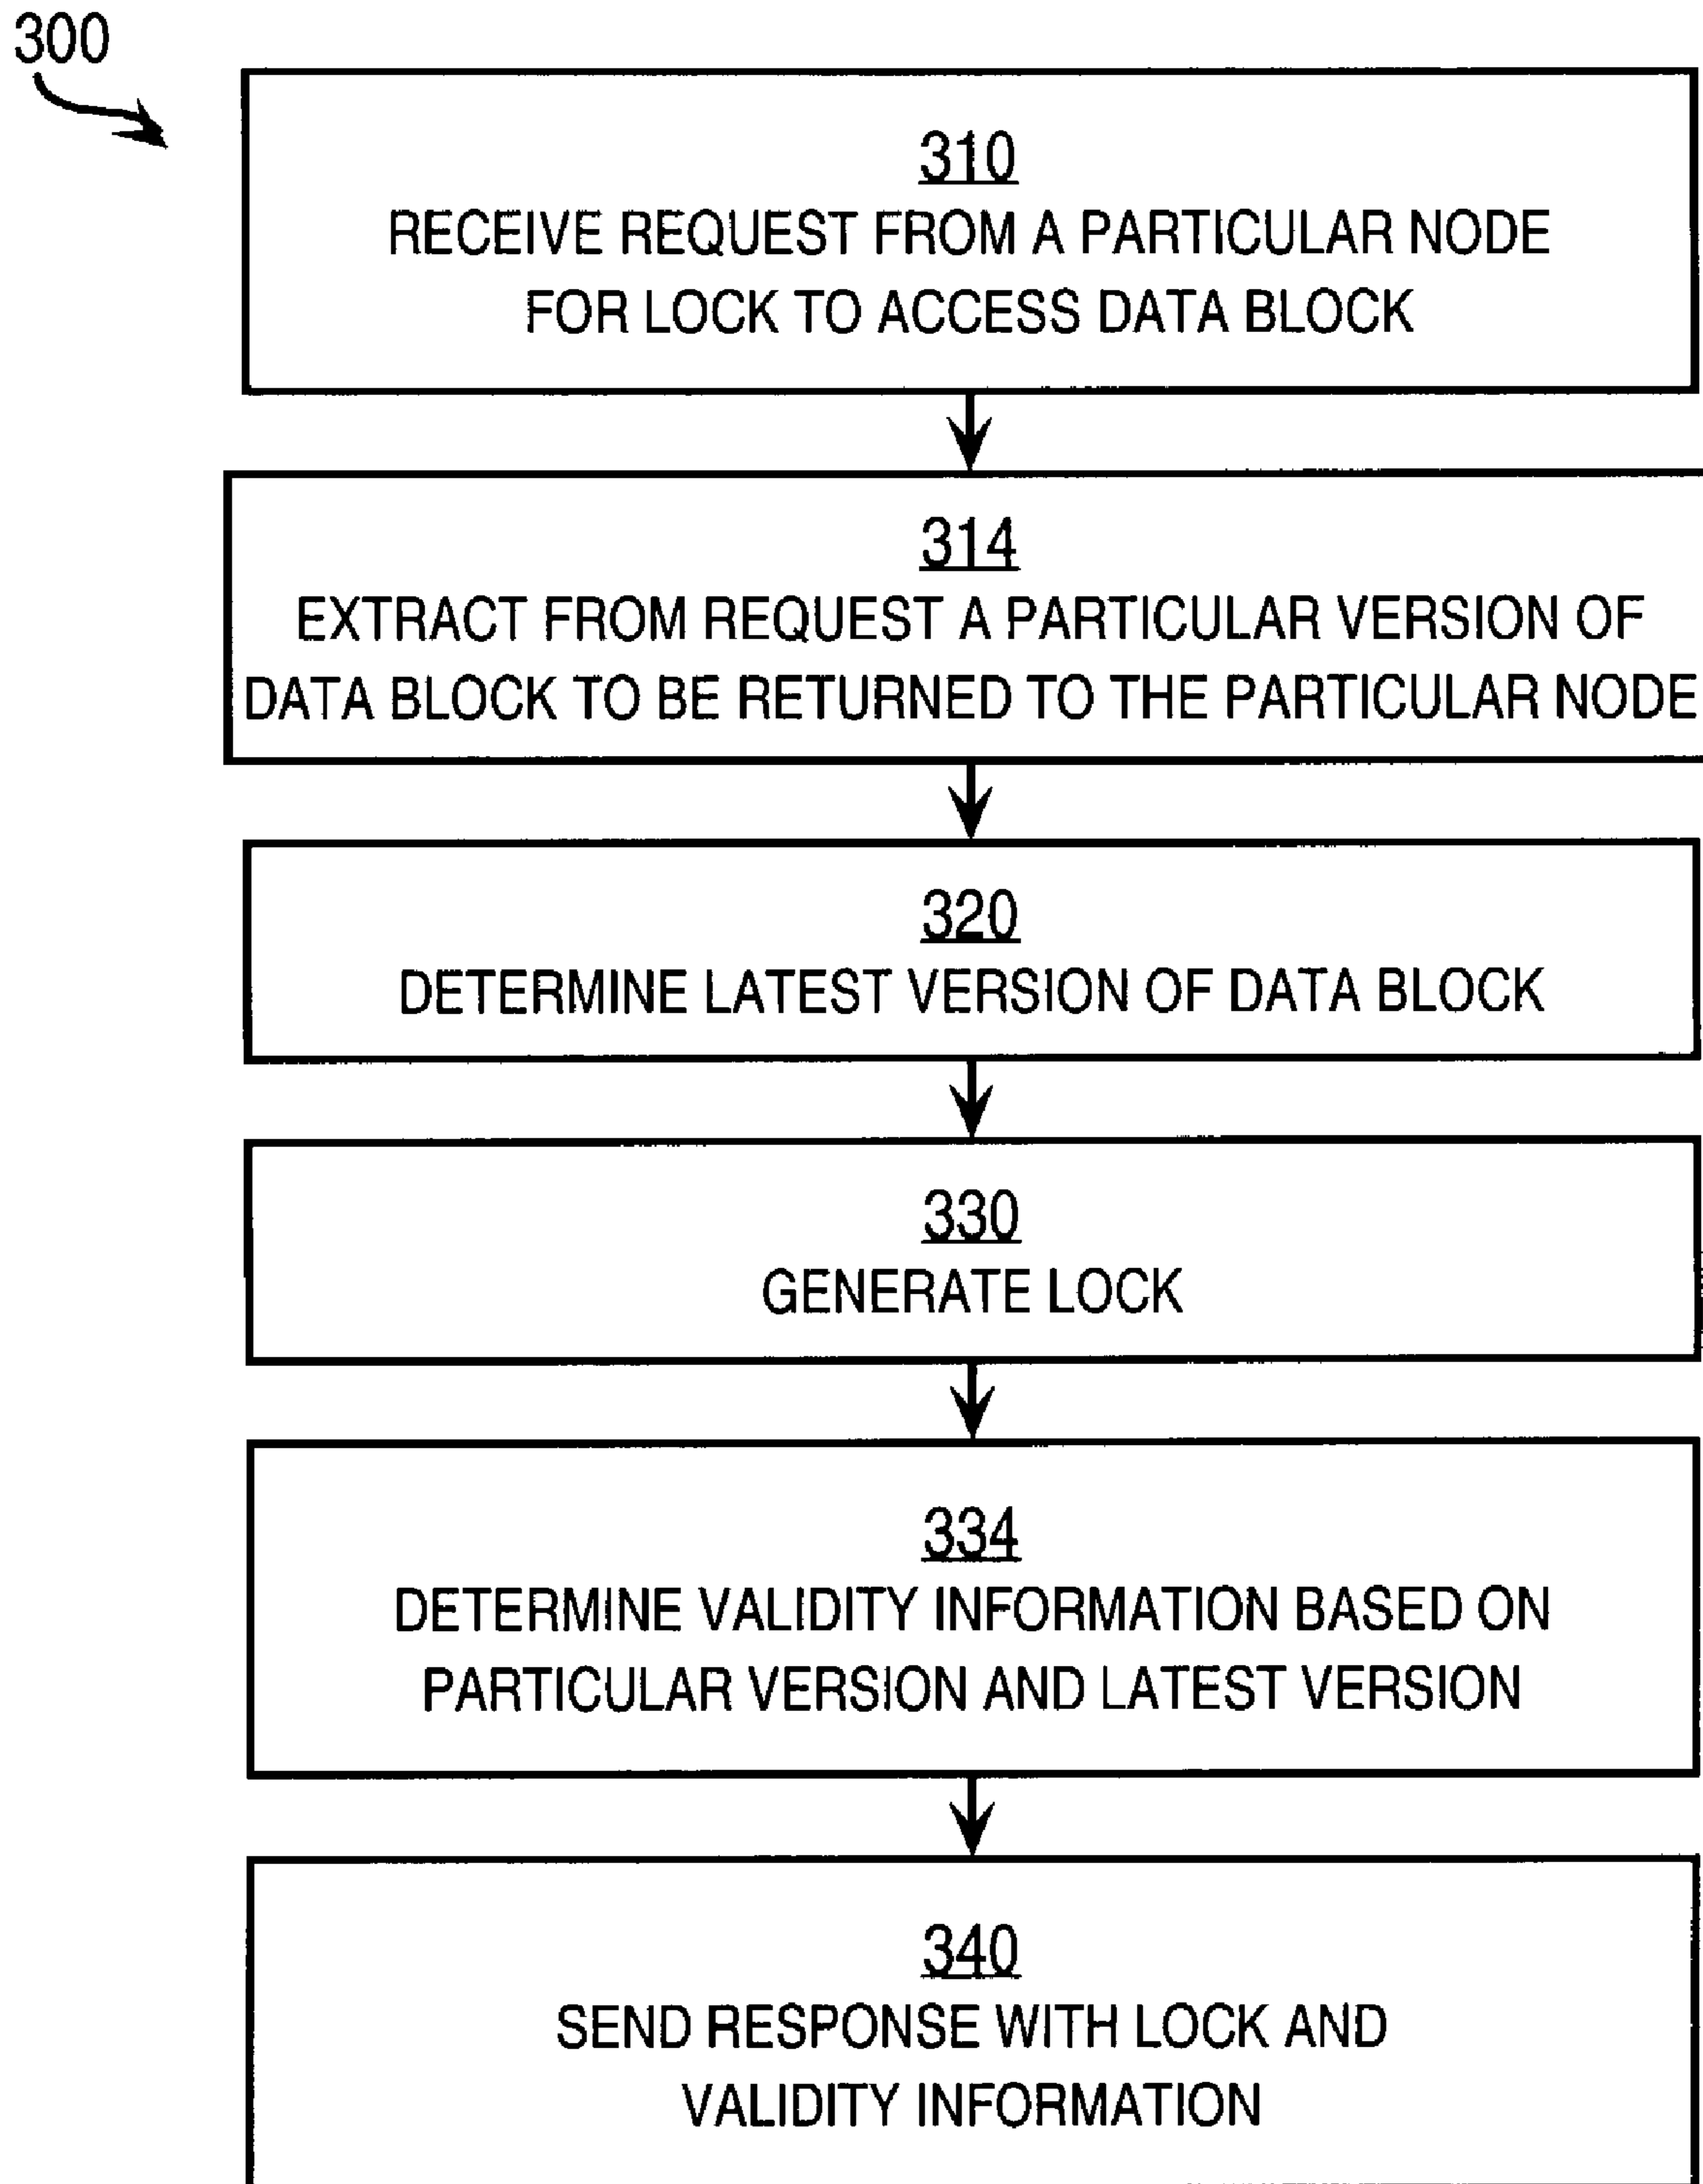 300
310
RECEIVE REQUEST FROM A PARTICULAR NODE
FOR LOCK TO ACCESS DATA BLOCK
314
EXTRACT FROM REQUEST A PARTICULAR VERSION OF
DATA BLOCK TO BE RETURNED TO THE PARTICULAR NODE
320
DETERMINE LATEST VERSION OF DATA BLOCK
330
GENERATE LOCK
334
DETERMINE VALIDITY INFORMATION BASED ON
PARTICULAR VERSION AND LATEST VERSION
340
SEND RESPONSE WITH LOCK AND
VALIDITY INFORMATION